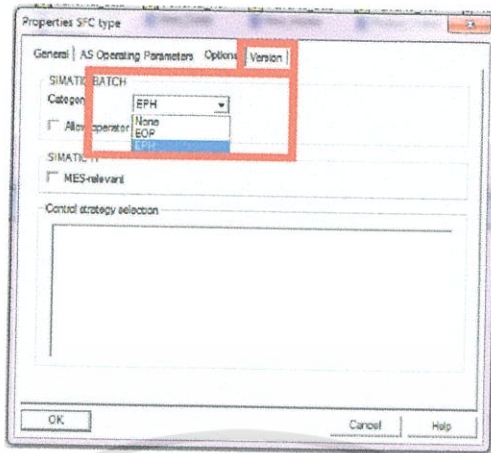 Properties SFC type
General AS Operating Parameters Options Version
SIMATIC BATCH
Category EPH
None
EOP
EPH
Allow operator
SIMATIC IT
MES-relevant
Control strategy selection
OK Cancel Help